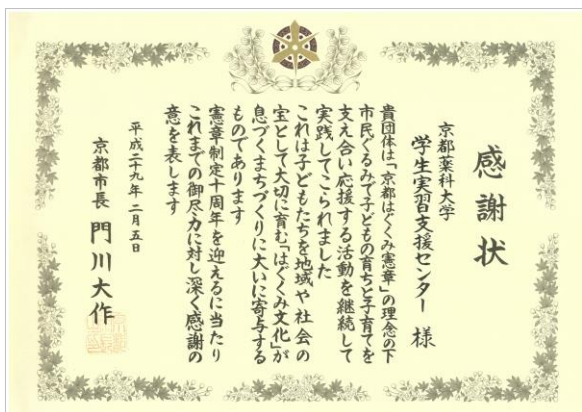 感謝状
京都薬科大学
学生実習支援センター 様
貴団体は「京都はぐくみ憲章」の理念の下
市民ぐるみで子どもの育ちと子育てを
支え合い応援する活動を継続して
実践してこられました
これは子どもたちを地域や社会の
宝として大切に育む「はぐくみ文化」が
息づくまちづくりに大いに寄与する
ものであります
憲章制定十周年を迎えるに当たり
これまでの御尽力に対し深く感謝の
意を表します
平成二十九年 二月五日
京都市長 門川大作